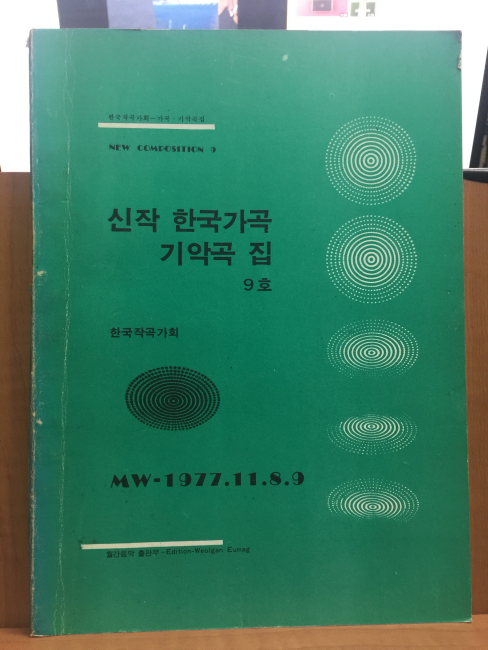 한국작곡가회-가곡·기악곡집
NEW COMPOSITION 9
신작 한국가곡
기악곡 집
9호
한국작곡가회
MW-1977.11.8.9
월간음악 출판부-Edition-Wealgan Eumag